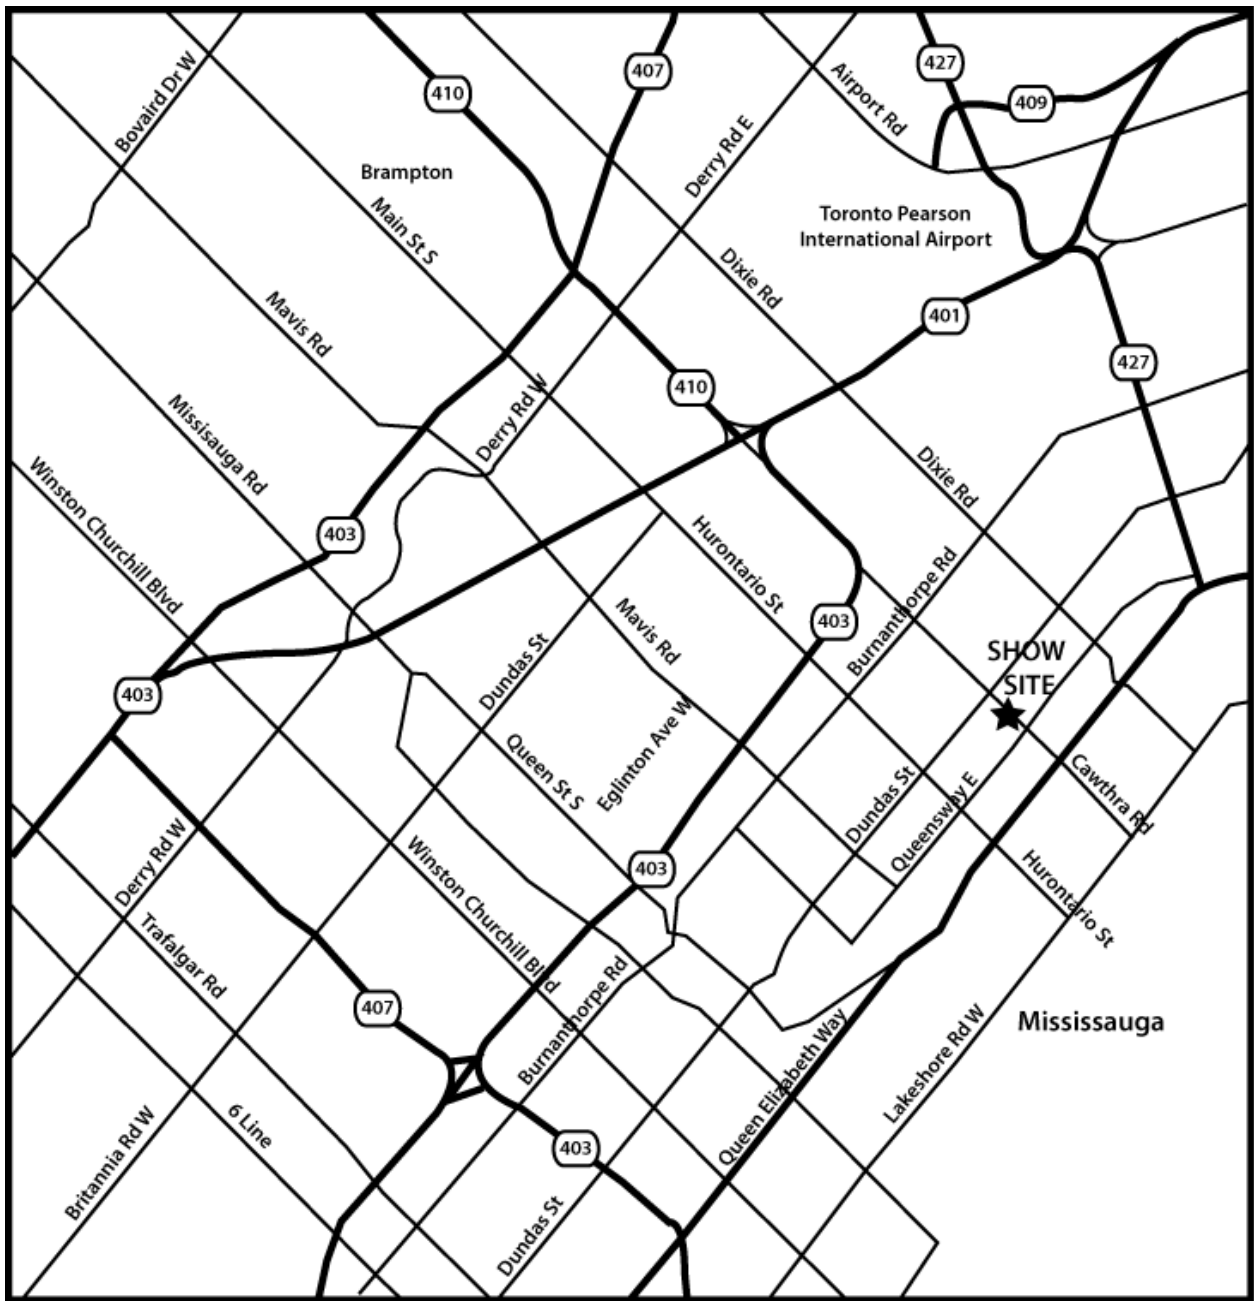 427
407
410
409
Bovaird Dr W
Airport Rd
Derry Rd E
Brampton
Main St S
Toronto Pearson
International Airport
Dixie Rd
Mavis Rd
401
427
410
Derry Rd W
Missisauga Rd
Dixie Rd
Winston Churchill Blvd
403
Hurontario St
Burnanthorpe Rd
Mavis Rd
403
Dundas St
SHOW
SITE
403
Eglinton Ave W
Queen St S
Cawthra Rd
Dundas St
Queensway E
Derry Rd W
403
Winston Churchill Blvd
Hurontario St
Trafalgar Rd
407
Burnanthorpe Rd
Mississauga
Queen Elizabeth Way
Lakeshore Rd W
6 Line
Britannia Rd W
403
Dundas St